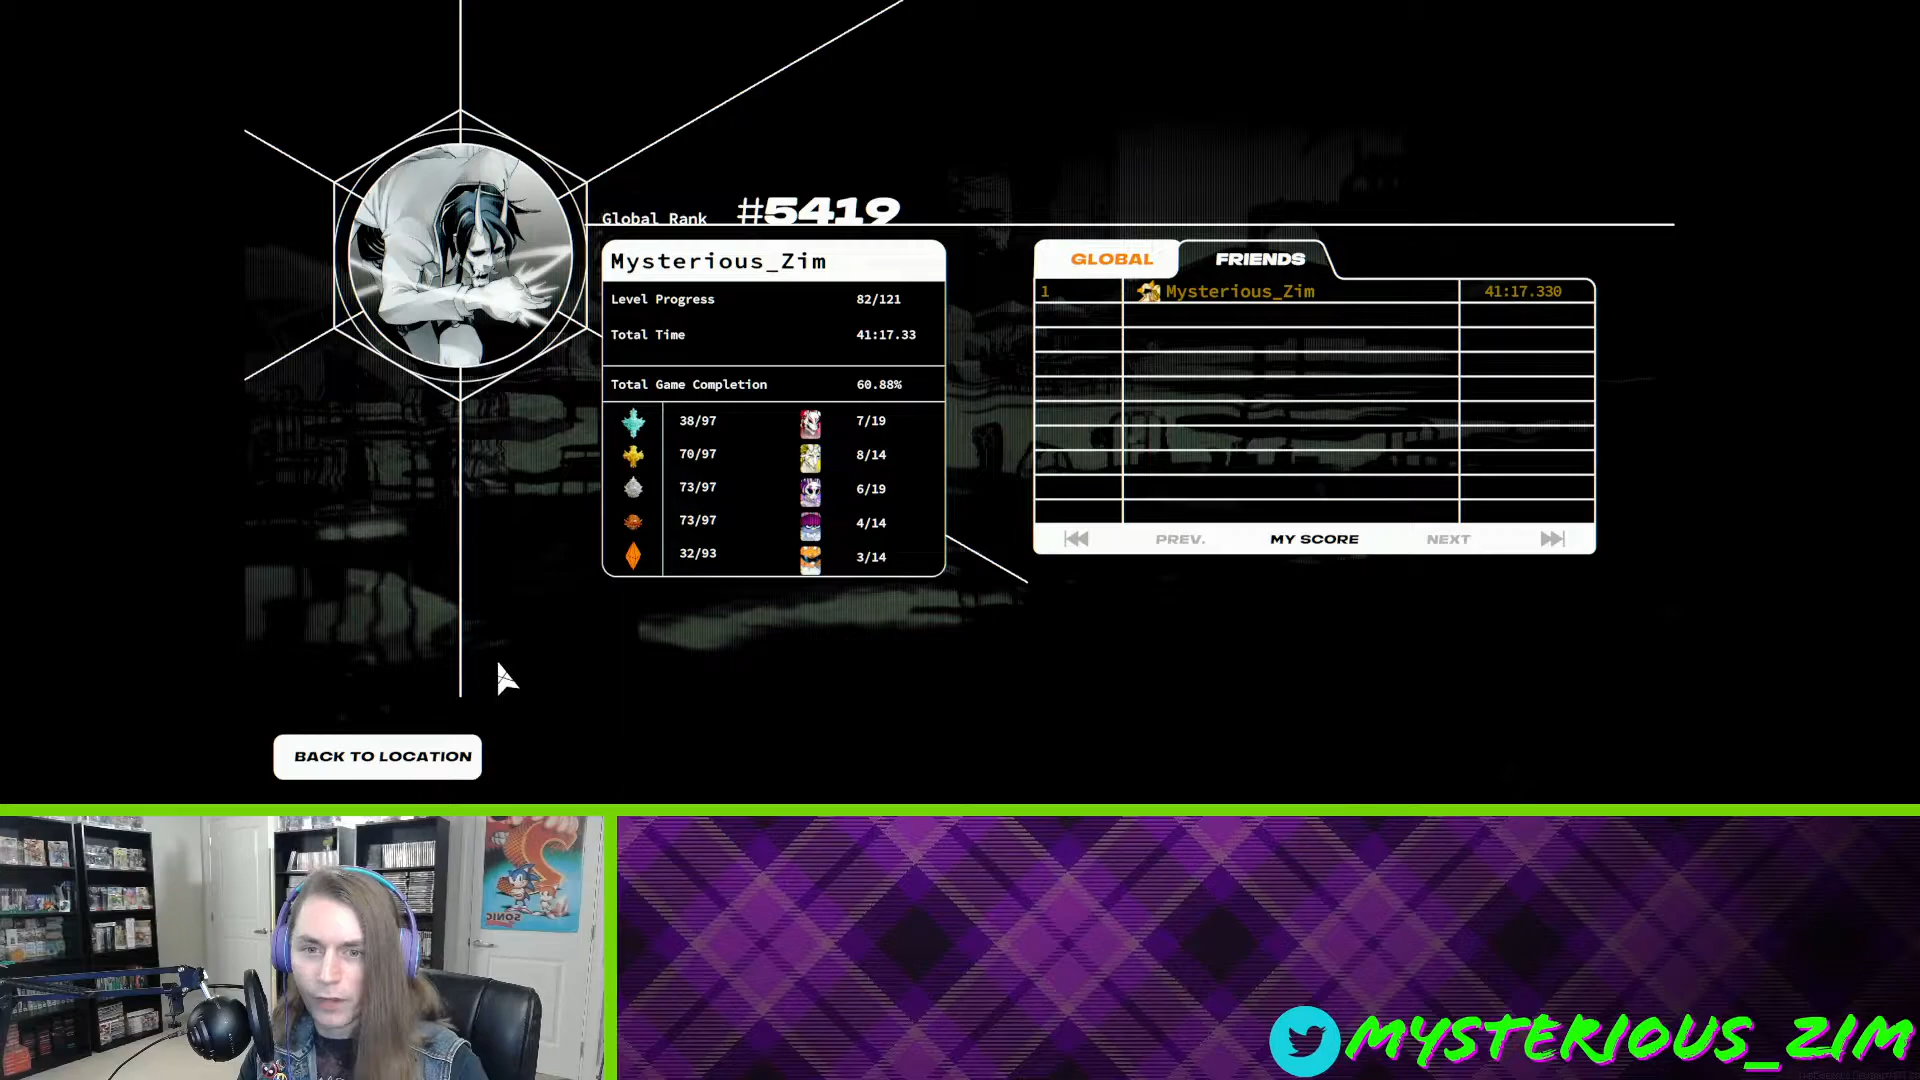 Global Rank #5419
Mysterious_Zim
Level Progress 82/121
Total Time 41:17.33
Total Game Completion 60.88%
38/97 7/19
70/97 8/14
73/97 6/19
73/97 4/14
32/93 3/14
GLOBAL FRIENDS
1 Mysterious_Zim 41:17.330
PREV. MY SCORE NEXT
BACK TO LOCATION
SONIC
MYSTERIOUS_ZIM